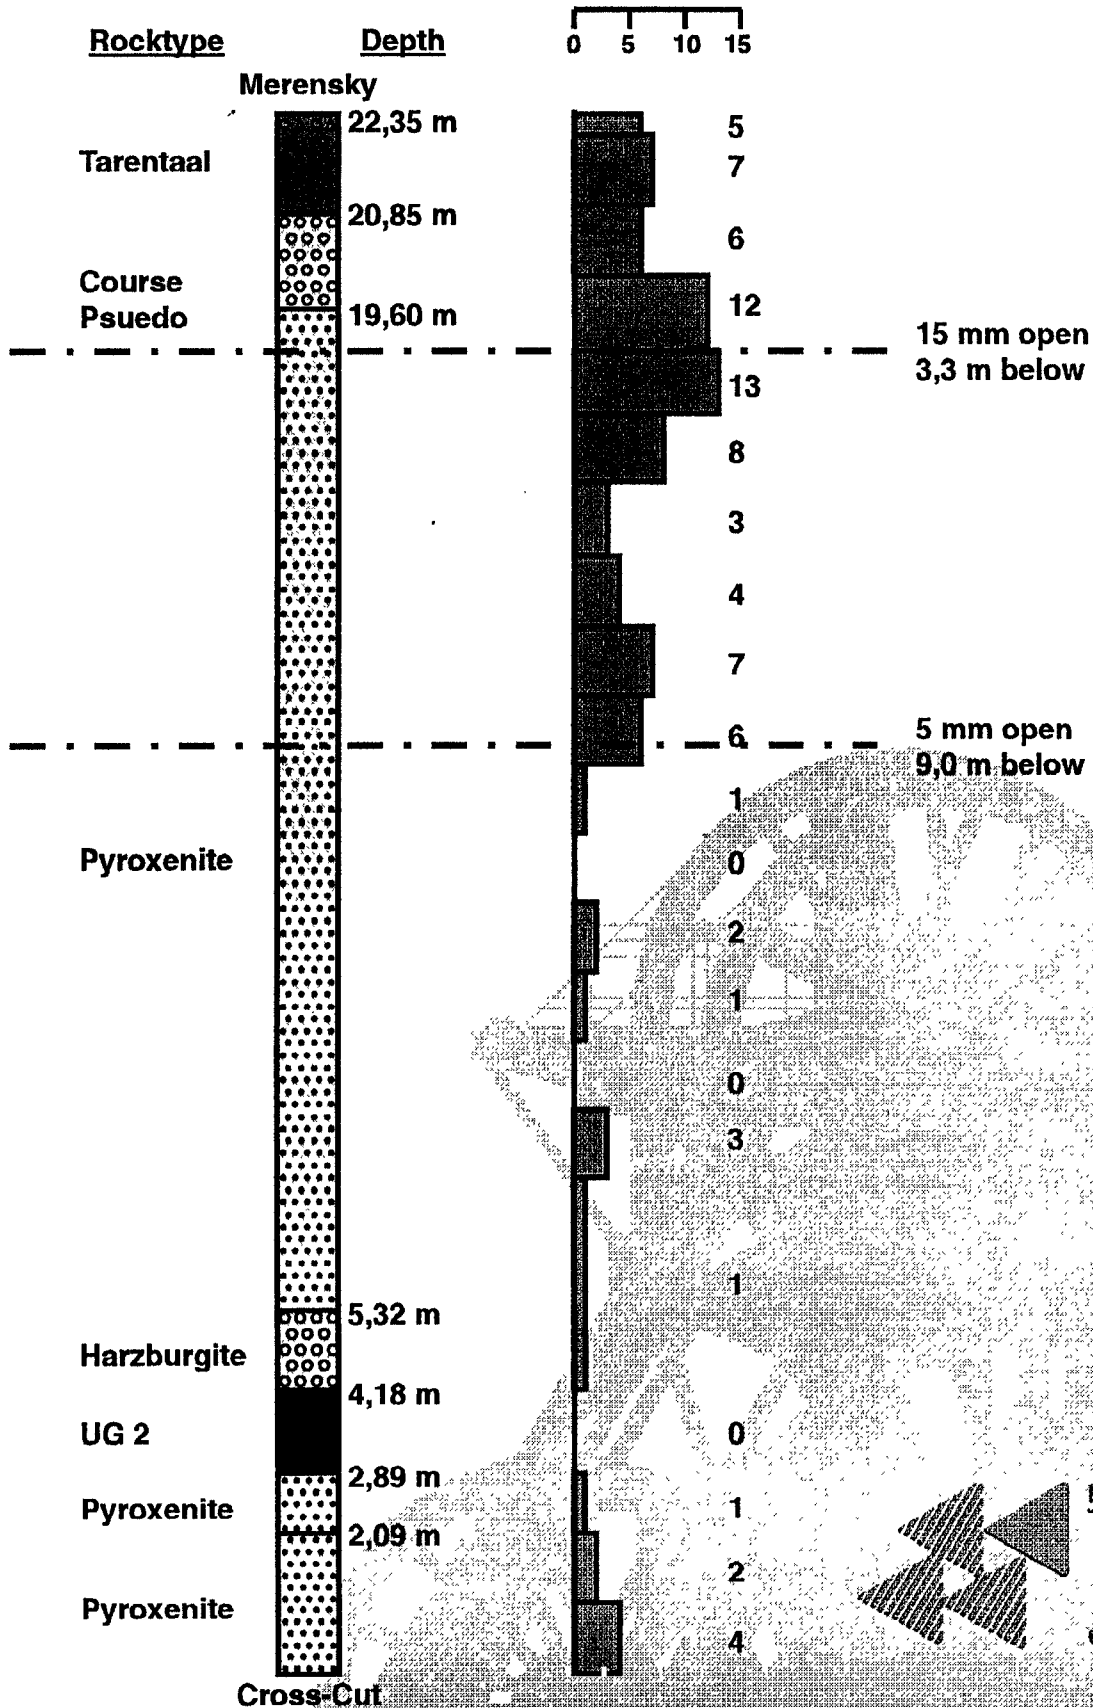 Rocktype Depth 0 5 10 15
Merensky
22,35 m 5
Tarentaal 7
20,85 m
6
Course
Psuedo 19,60 m 12
15 mm open
3,3 m below
13
8
3
4
7
6 5 mm open
9,0 m below
1
Pyroxenite 0
2
1
0
3
1
5,32 m
Harzburgite
4,18 m
UG 2 0
2,89 m
Pyroxenite 1
2,09 m
2
Pyroxenite
4
Cross-Cut